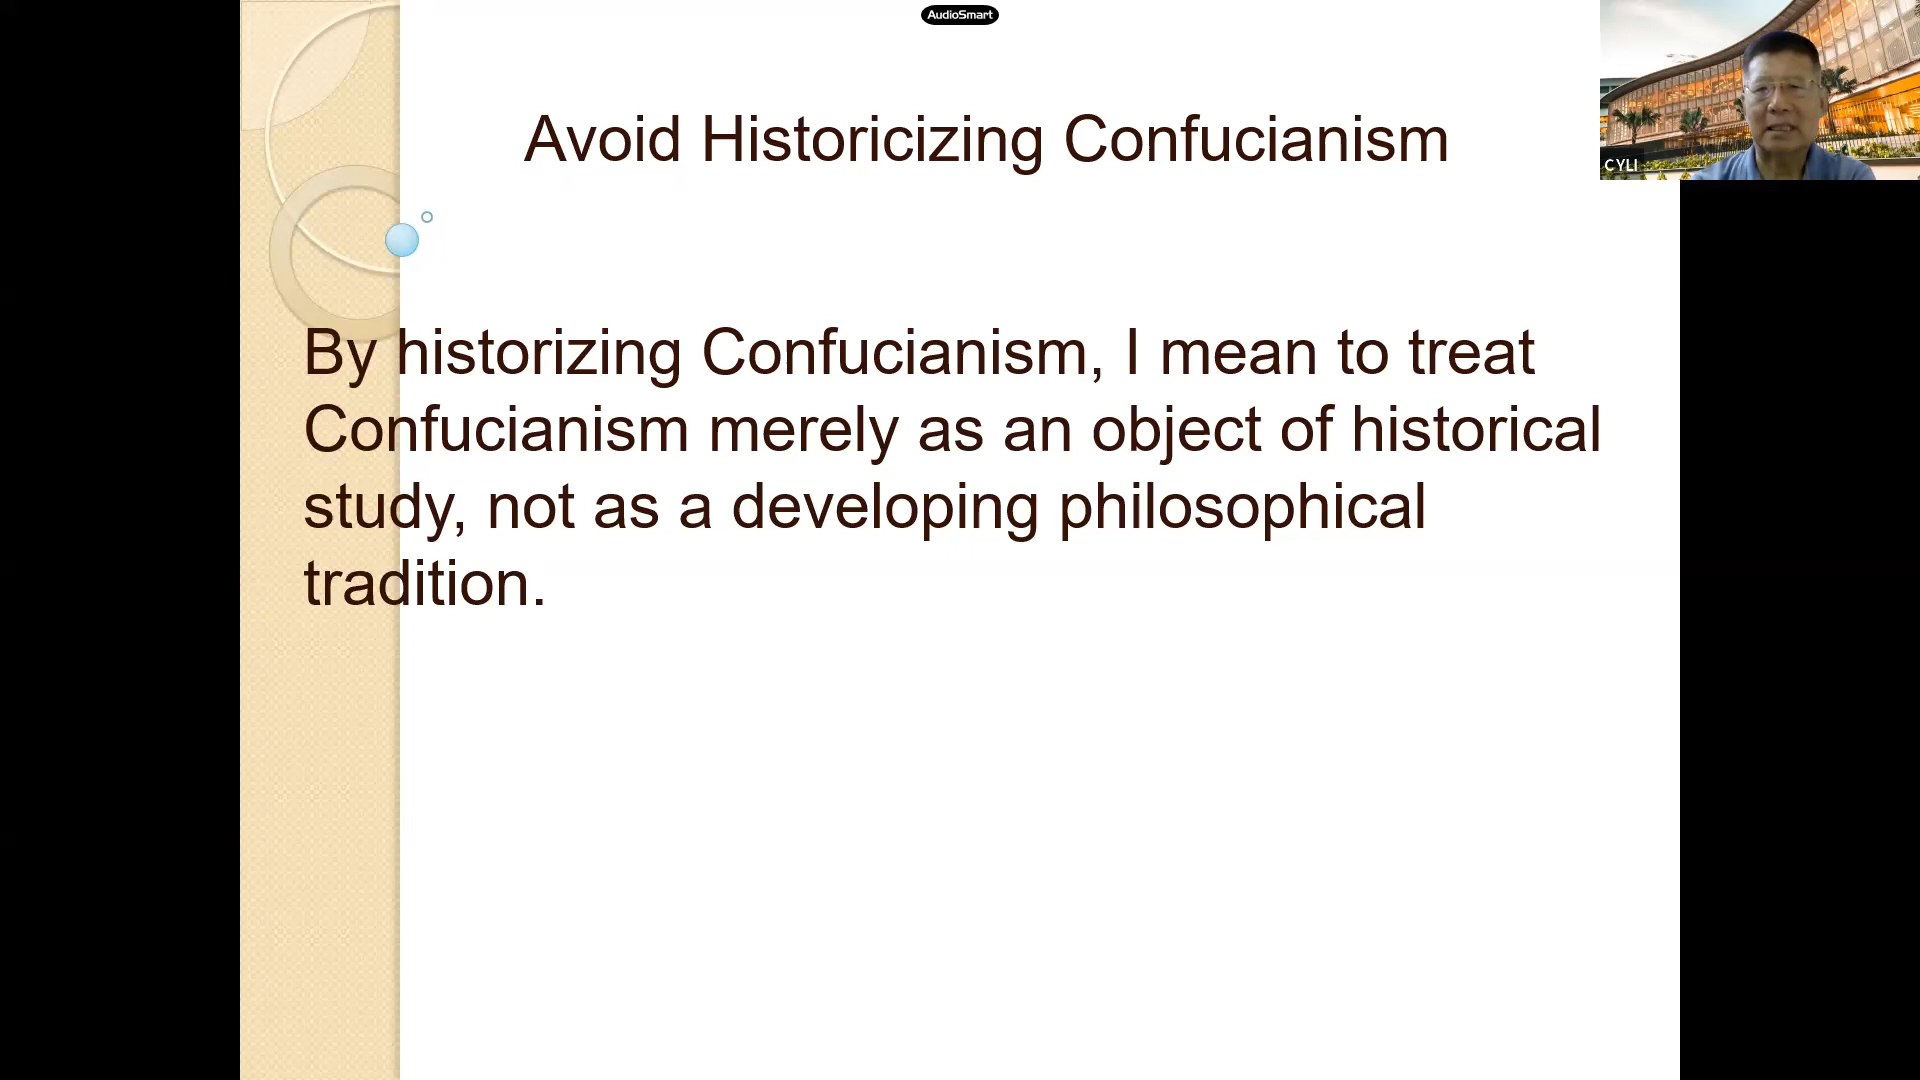 AudioSmart
Avoid Historicizing Confucianism
CYLI
By historizing Confucianism, I mean to treat
Confucianism merely as an object of historical
study, not as a developing philosophical
tradition.